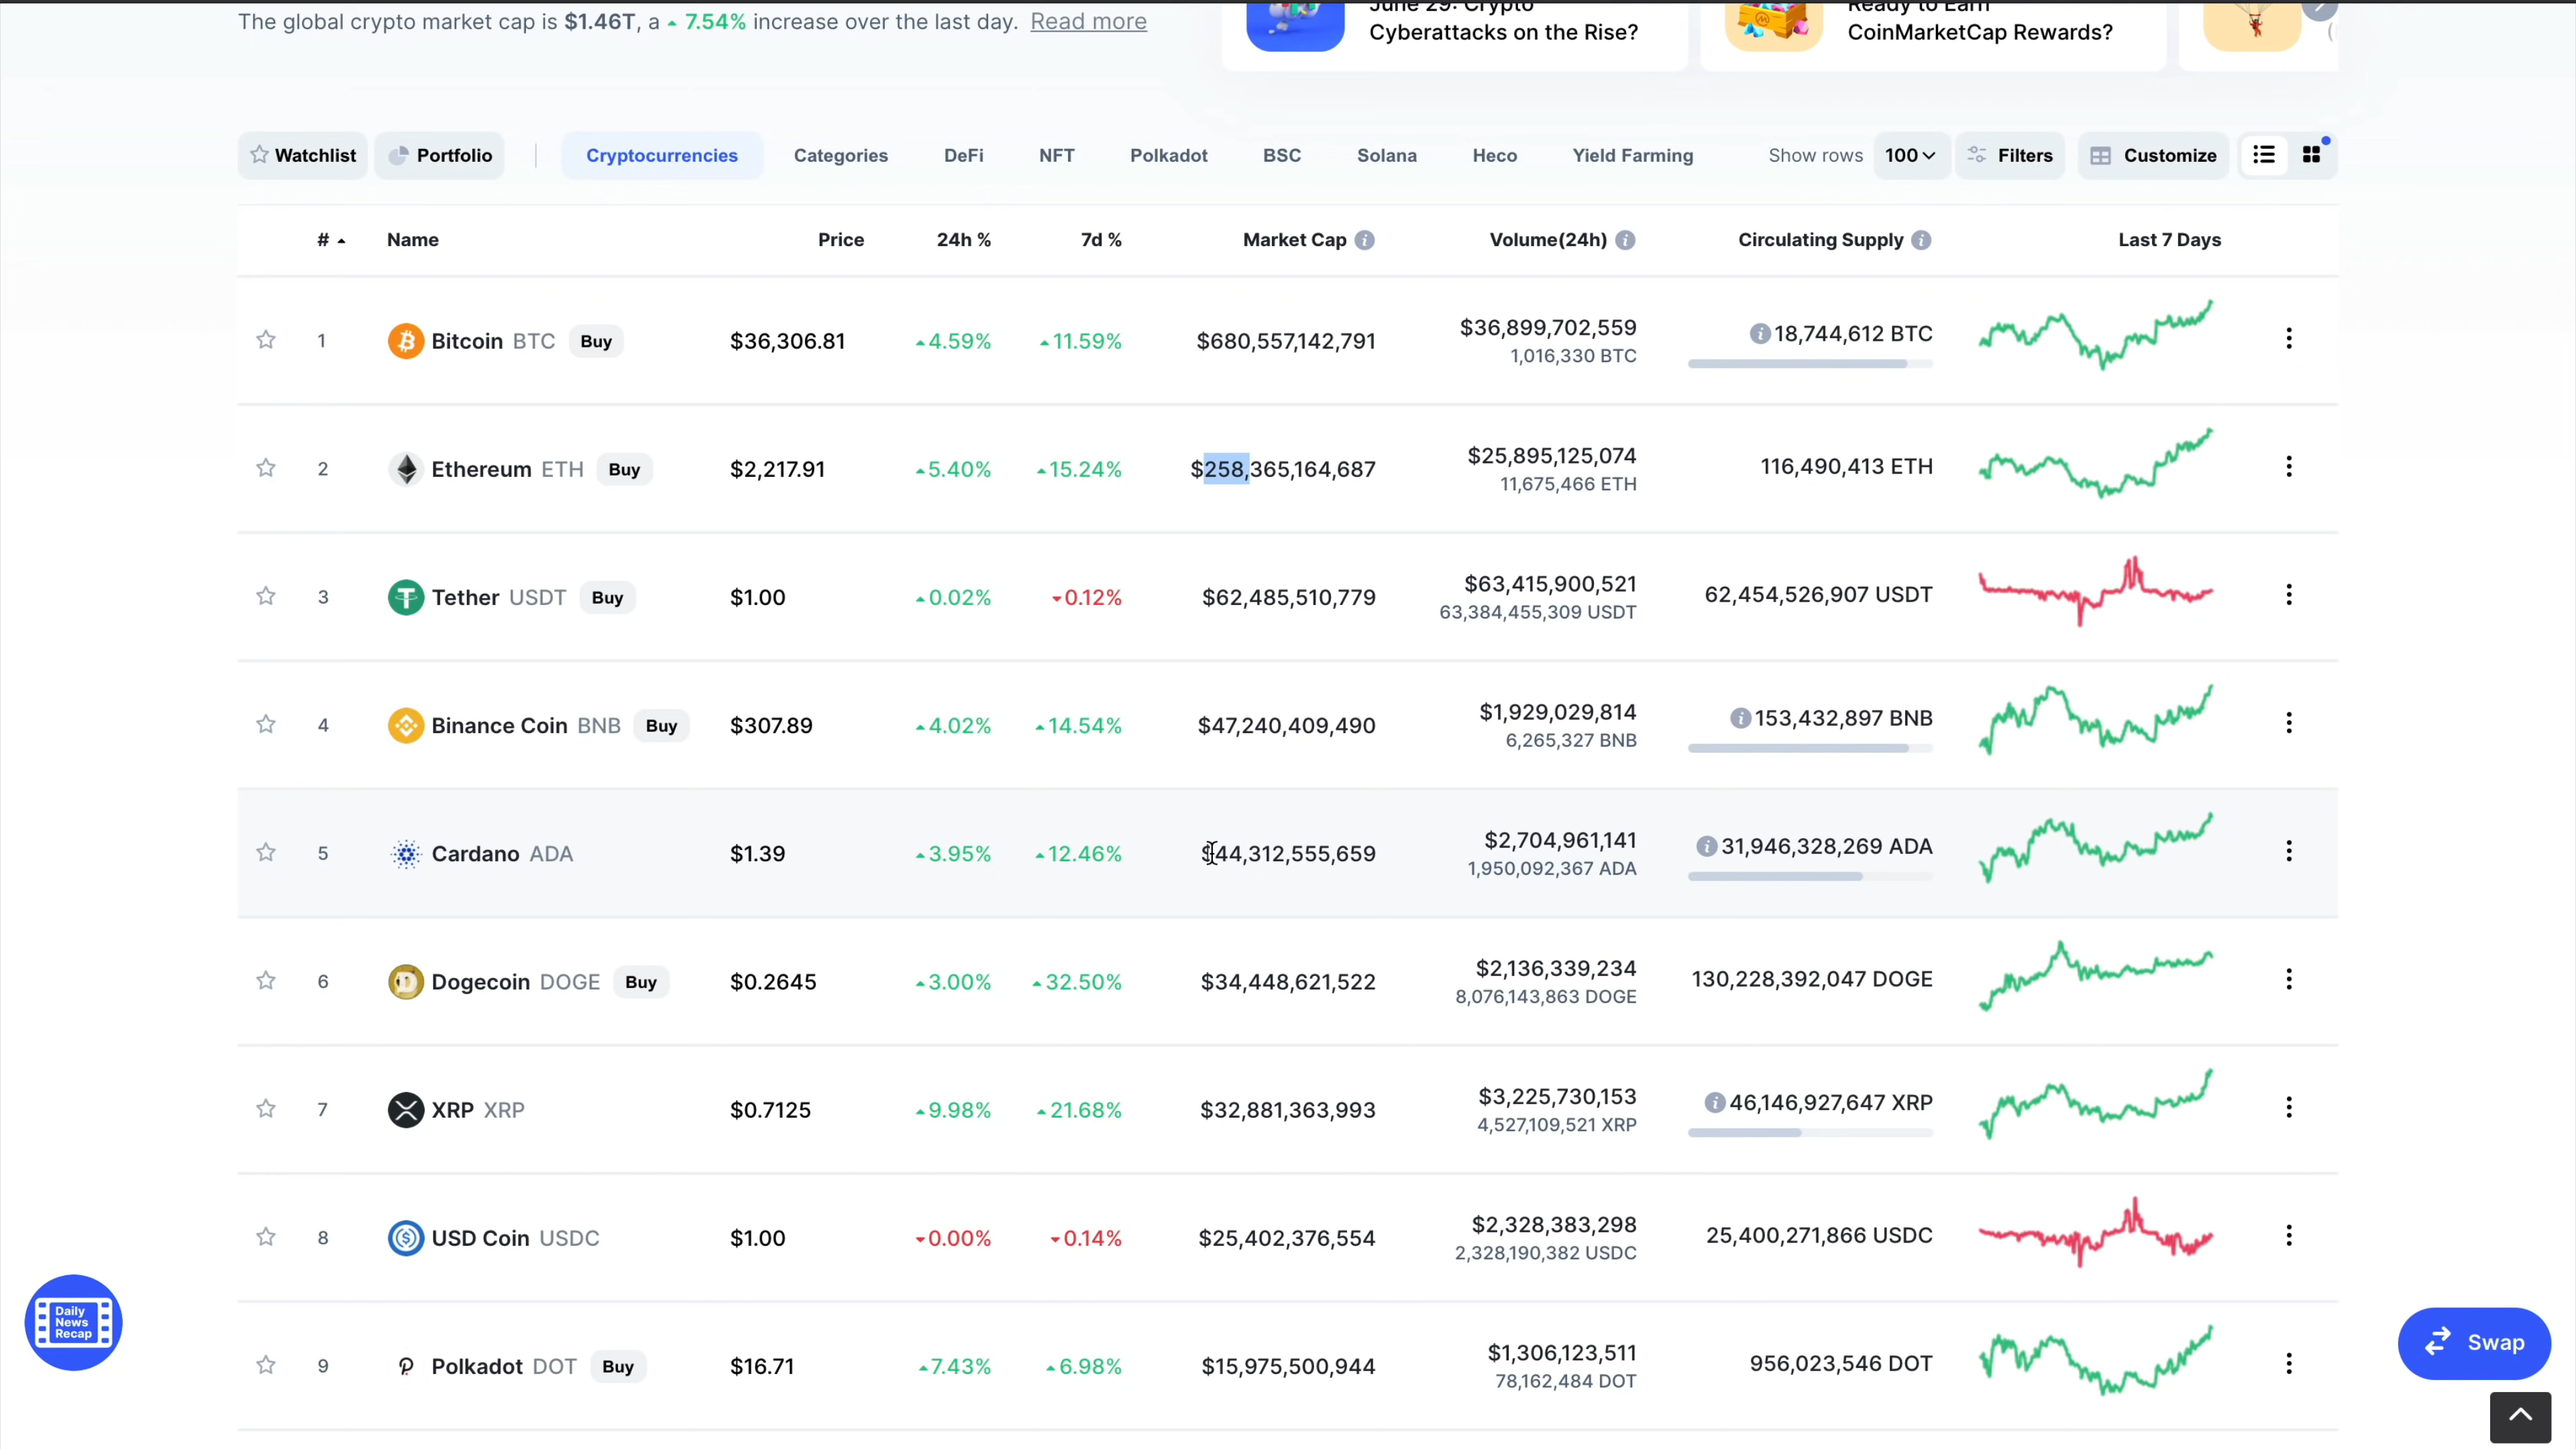 The global crypto market cap is $1.46T, a 7.54% increase over the last day. Read more
June 29: Crypto
Cyberattacks on the Rise?
Ready to Earn
CoinMarketCap Rewards?
Watchlist Portfolio Cryptocurrencies Categories DeFi NFT Polkadot BSC Solana Heco Yield Farming Show rows 100 Filters Customize
# Name Price 24h % 7d % Market Cap Volume(24h) Circulating Supply Last 7 Days
1 Bitcoin BTC Buy $36,306.81 4.59% 11.59% $680,557,142,791 $36,899,702,559 18,744,612 BTC
1,016,330 BTC
2 Ethereum ETH Buy $2,217.91 5.40% 15.24% $258,365,164,687 $25,895,125,074 116,490,413 ETH
11,675,466 ETH
3 Tether USDT Buy $1.00 0.02% 0.12% $62,485,510,779 $63,415,900,521 62,454,526,907 USDT
63,384,455,309 USDT
4 Binance Coin BNB Buy $307.89 4.02% 14.54% $47,240,409,490 $1,929,029,814 153,432,897 BNB
6,265,327 BNB
5 Cardano ADA $1.39 3.95% 12.46% $44,312,555,659 $2,704,961,141 31,946,328,269 ADA
1,950,092,367 ADA
6 Dogecoin DOGE Buy $0.2645 3.00% 32.50% $34,448,621,522 $2,136,339,234 130,228,392,047 DOGE
8,076,143,863 DOGE
7 XRP XRP $0.7125 9.98% 21.68% $32,881,363,993 $3,225,730,153 46,146,927,647 XRP
4,527,109,521 XRP
8 USD Coin USDC $1.00 0.00% 0.14% $25,402,376,554 $2,328,383,298 25,400,271,866 USDC
2,328,190,382 USDC
9 Polkadot DOT Buy $16.71 7.43% 6.98% $15,975,500,944 $1,306,123,511 956,023,546 DOT
78,162,484 DOT
Daily
News
Recap
Swap